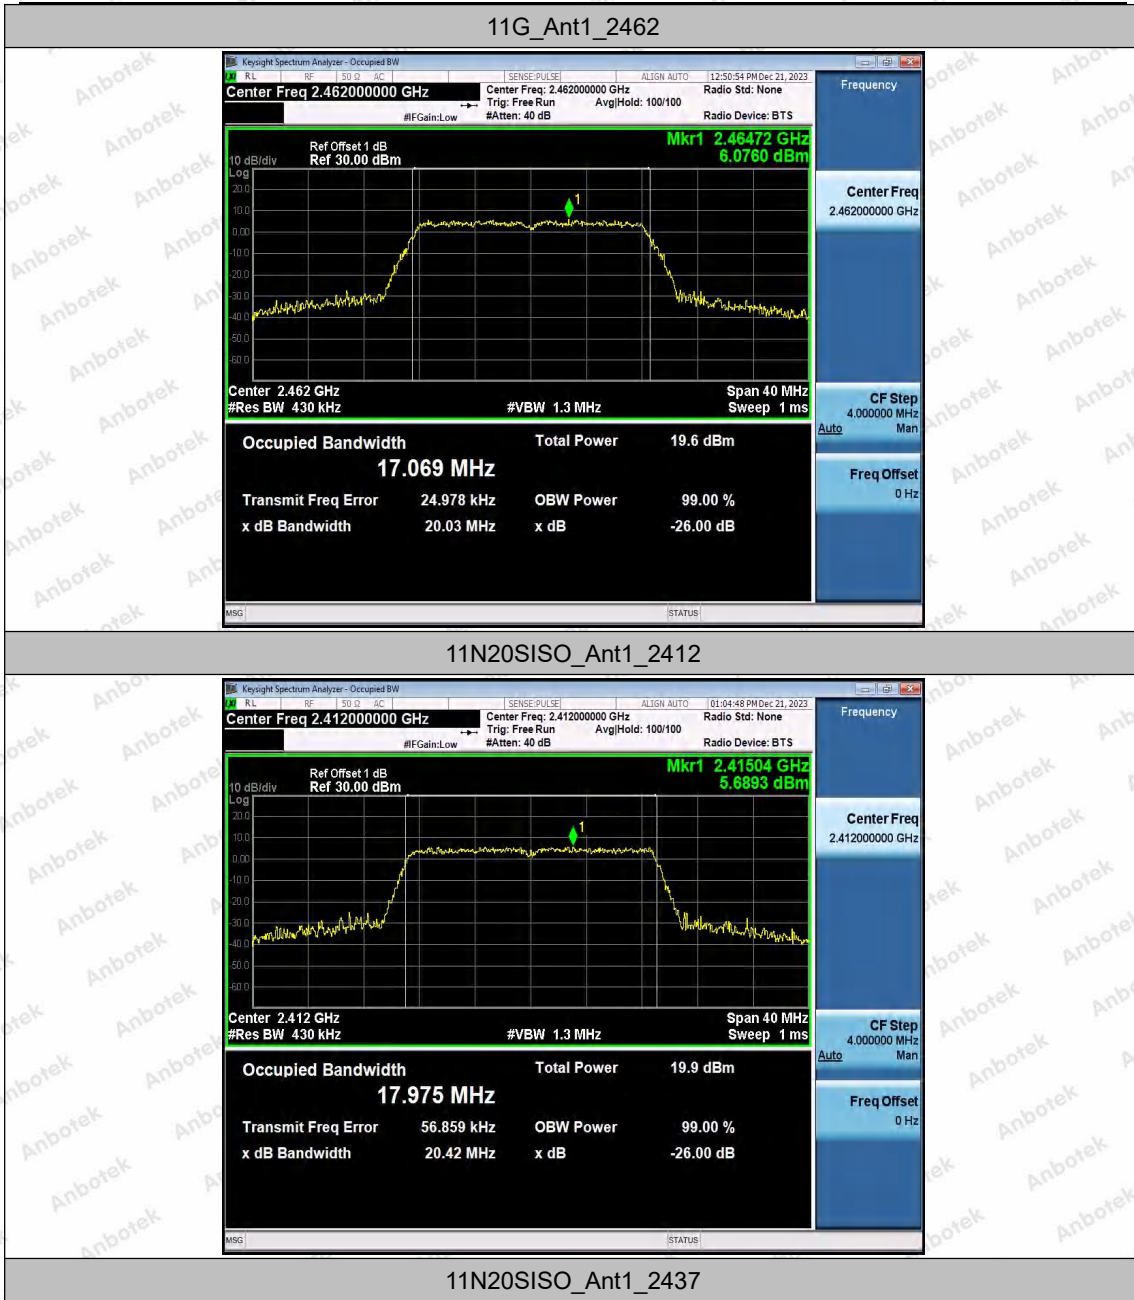 11G_Ant1_2462
Keysight Spectrum Analyzer - Occupied BW
RL RF 50 Ω AC SENSE:PULSE ALIGN AUTO 12:50:54 PM Dec 21, 2023
Center Freq 2.462000000 GHz
Center Freq: 2.462000000 GHz Radio Std: None
Trig: Free Run Avg|Hold: 100/100
#IFGain:Low #Atten: 40 dB Radio Device: BTS
Frequency
Mkr1 2.46472 GHz
6.0760 dBm
Ref Offset 1 dB
10 dB/div Ref 30.00 dBm
Log
20.0
10.0
0.00
-10.0
-20.0
-30.0
-40.0
-50.0
-60.0
1
Center 2.462 GHz Span 40 MHz
#Res BW 430 kHz #VBW 1.3 MHz Sweep 1 ms
Center Freq
2.462000000 GHz
CF Step
4.000000 MHz
Auto Man
Freq Offset
0 Hz
Occupied Bandwidth Total Power 19.6 dBm
17.069 MHz
Transmit Freq Error 24.978 kHz OBW Power 99.00 %
x dB Bandwidth 20.03 MHz x dB -26.00 dB
MSG STATUS
11N20SISO_Ant1_2412
Keysight Spectrum Analyzer - Occupied BW
RL RF 50 Ω AC SENSE:PULSE ALIGN AUTO 01:04:48 PM Dec 21, 2023
Center Freq 2.412000000 GHz
Center Freq: 2.412000000 GHz Radio Std: None
Trig: Free Run Avg|Hold: 100/100
#IFGain:Low #Atten: 40 dB Radio Device: BTS
Frequency
Mkr1 2.41504 GHz
5.6893 dBm
Ref Offset 1 dB
10 dB/div Ref 30.00 dBm
Log
20.0
10.0
0.00
-10.0
-20.0
-30.0
-40.0
-50.0
-60.0
1
Center 2.412 GHz Span 40 MHz
#Res BW 430 kHz #VBW 1.3 MHz Sweep 1 ms
Center Freq
2.412000000 GHz
CF Step
4.000000 MHz
Auto Man
Freq Offset
0 Hz
Occupied Bandwidth Total Power 19.9 dBm
17.975 MHz
Transmit Freq Error 56.859 kHz OBW Power 99.00 %
x dB Bandwidth 20.42 MHz x dB -26.00 dB
MSG STATUS
11N20SISO_Ant1_2437
Anbotek